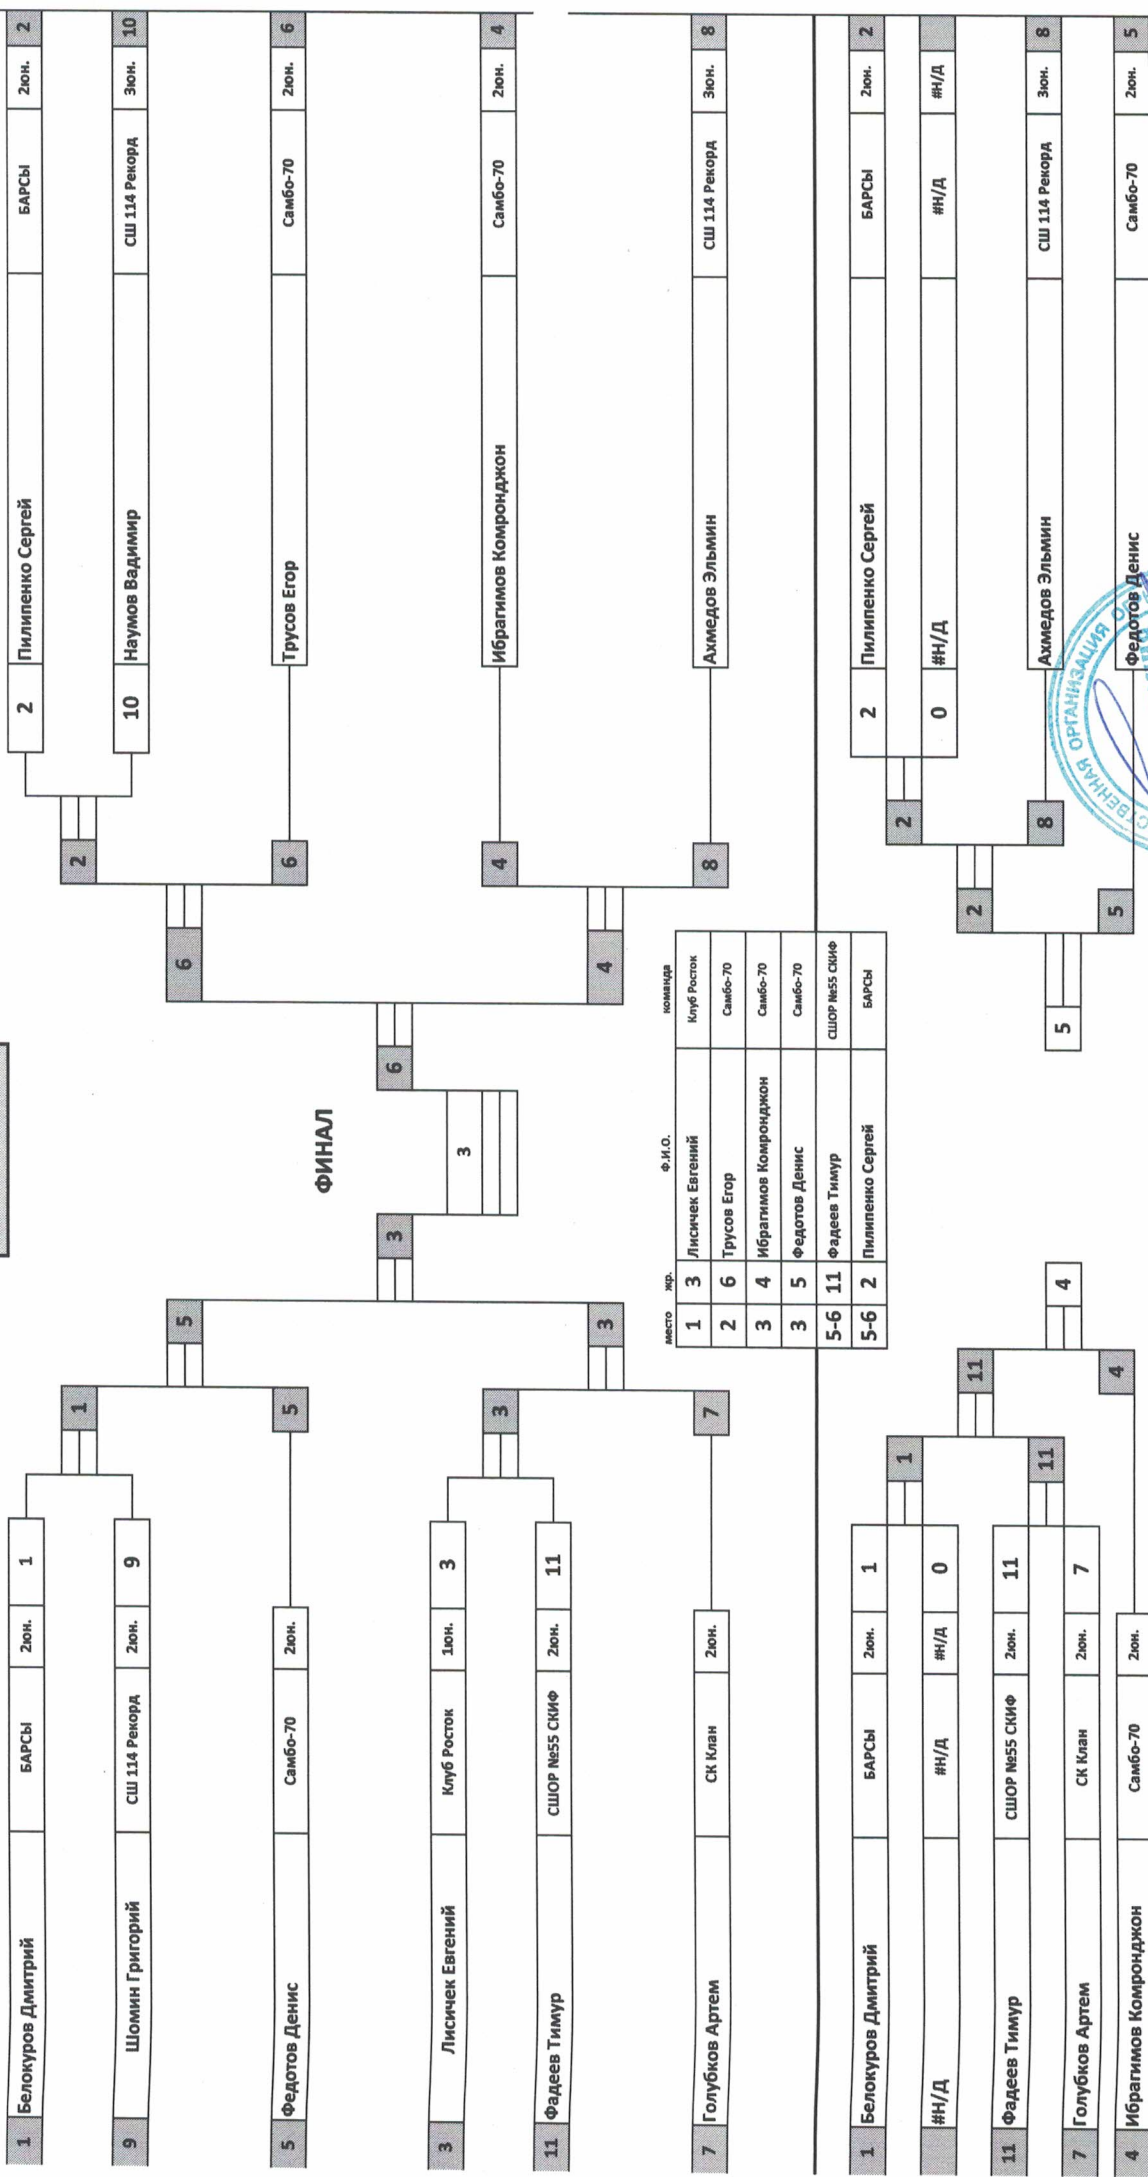 1 Белокуров Дмитрий БАРСЫ 2юн. 1
9 Шомин Григорий СШ 114 Рекорд 2юн. 9
1
5 Федотов Денис Самбо-70 2юн.
5
5
3 Лисичек Евгений Клуб Росток 1юн. 3
11 Фадеев Тимур СШОР №55 СКИФ 2юн. 11
3
7 Голубков Артем СК Клан 2юн.
7
3
3
ФИНАЛ
3
6
2 Пилипенко Сергей БАРСЫ 2юн. 2
10 Наумов Вадимир СШ 114 Рекорд 3юн. 10
2
Трусов Егор Самбо-70 2юн. 6
6
6
Ибрагимов Комронджон Самбо-70 2юн. 4
4
Ахмедов Эльмин СШ 114 Рекорд 3юн. 8
8
4
место жр. Ф.И.О. команда
1 3 Лисичек Евгений Клуб Росток
2 6 Трусов Егор Самбо-70
3 4 Ибрагимов Комронджон Самбо-70
3 5 Федотов Денис Самбо-70
5-6 11 Фадеев Тимур СШОР №55 СКИФ
5-6 2 Пилипенко Сергей БАРСЫ
1 Белокуров Дмитрий БАРСЫ 2юн. 1
#Н/Д #Н/Д #Н/Д 0
1
11 Фадеев Тимур СШОР №55 СКИФ 2юн. 11
7 Голубков Артем СК Клан 2юн. 7
11
11
4 Ибрагимов Комронджон Самбо-70 2юн.
4
4
2 Пилипенко Сергей БАРСЫ 2юн. 2
0 #Н/Д #Н/Д #Н/Д
2
Ахмедов Эльмин СШ 114 Рекорд 3юн. 8
8
2
Федотов Денис Самбо-70 2юн. 5
5
5
СТВЕННАЯ ОРГАНИЗАЦИЯ